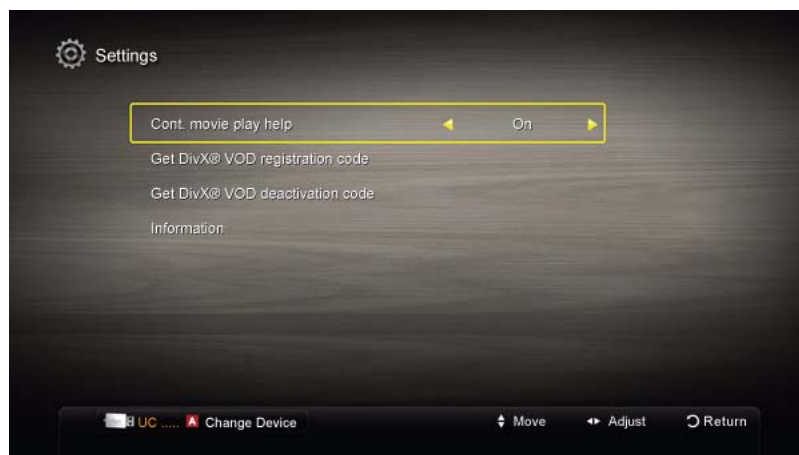 Settings
Cont. movie play help On
Get DivX® VOD registration code
Get DivX® VOD deactivation code
Information
UC ..... A Change Device Move Adjust Return